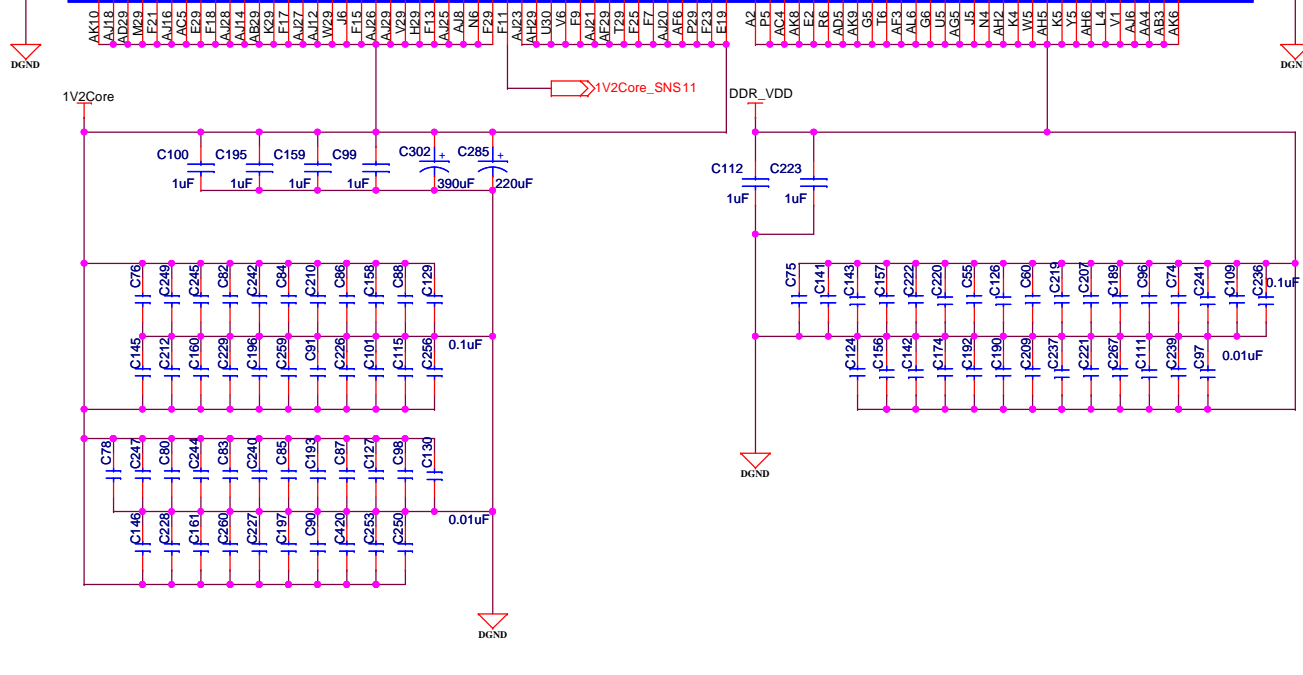 AK10 AJ18 AD29 M29 F21 AJ16 AC5 E29 F18 AJ28 AJ14 AB29 K29 F17 AJ27 AJ12 W29 J6 F15 AJ26 AJ29 V29 H29 F13 AJ25 AJ8 N6 F29 F11 AJ23 AH29 U30 V6 F9 AJ21 AF29 T29 F25 F7 AJ20 AF6 P29 F23 E19
A2 P5 AC4 AK8 E2 R6 AD5 AK9 G5 T6 AF3 AL6 G6 U5 AG5 J5 N4 AH2 K4 W5 AH5 K5 Y5 AH6 L4 V1 AJ6 AA4 AB3 AK6
DGND
DGN
1V2Core_SNS11
1V2Core
DDR_VDD
C100 C195 C159 C99 C302 + C285 +
1uF 1uF 1uF 1uF 390uF 220uF
C112 C223
1uF 1uF
C76 C249 C245 C82 C242 C84 C210 C86 C158 C88 C129
0.1uF
C145 C212 C160 C229 C196 C259 C91 C226 C101 C115 C256
C75 C141 C143 C157 C222 C220 C55 C126 C60 C219 C207 C189 C96 C74 C241 C109 C236
0.1uF
C124 C156 C142 C174 C192 C190 C209 C237 C221 C267 C111 C239 C97
0.01uF
C78 C247 C80 C244 C83 C240 C85 C193 C87 C127 C98 C130
0.01uF
C146 C228 C161 C260 C227 C197 C90 C420 C253 C250
DGND
DGND